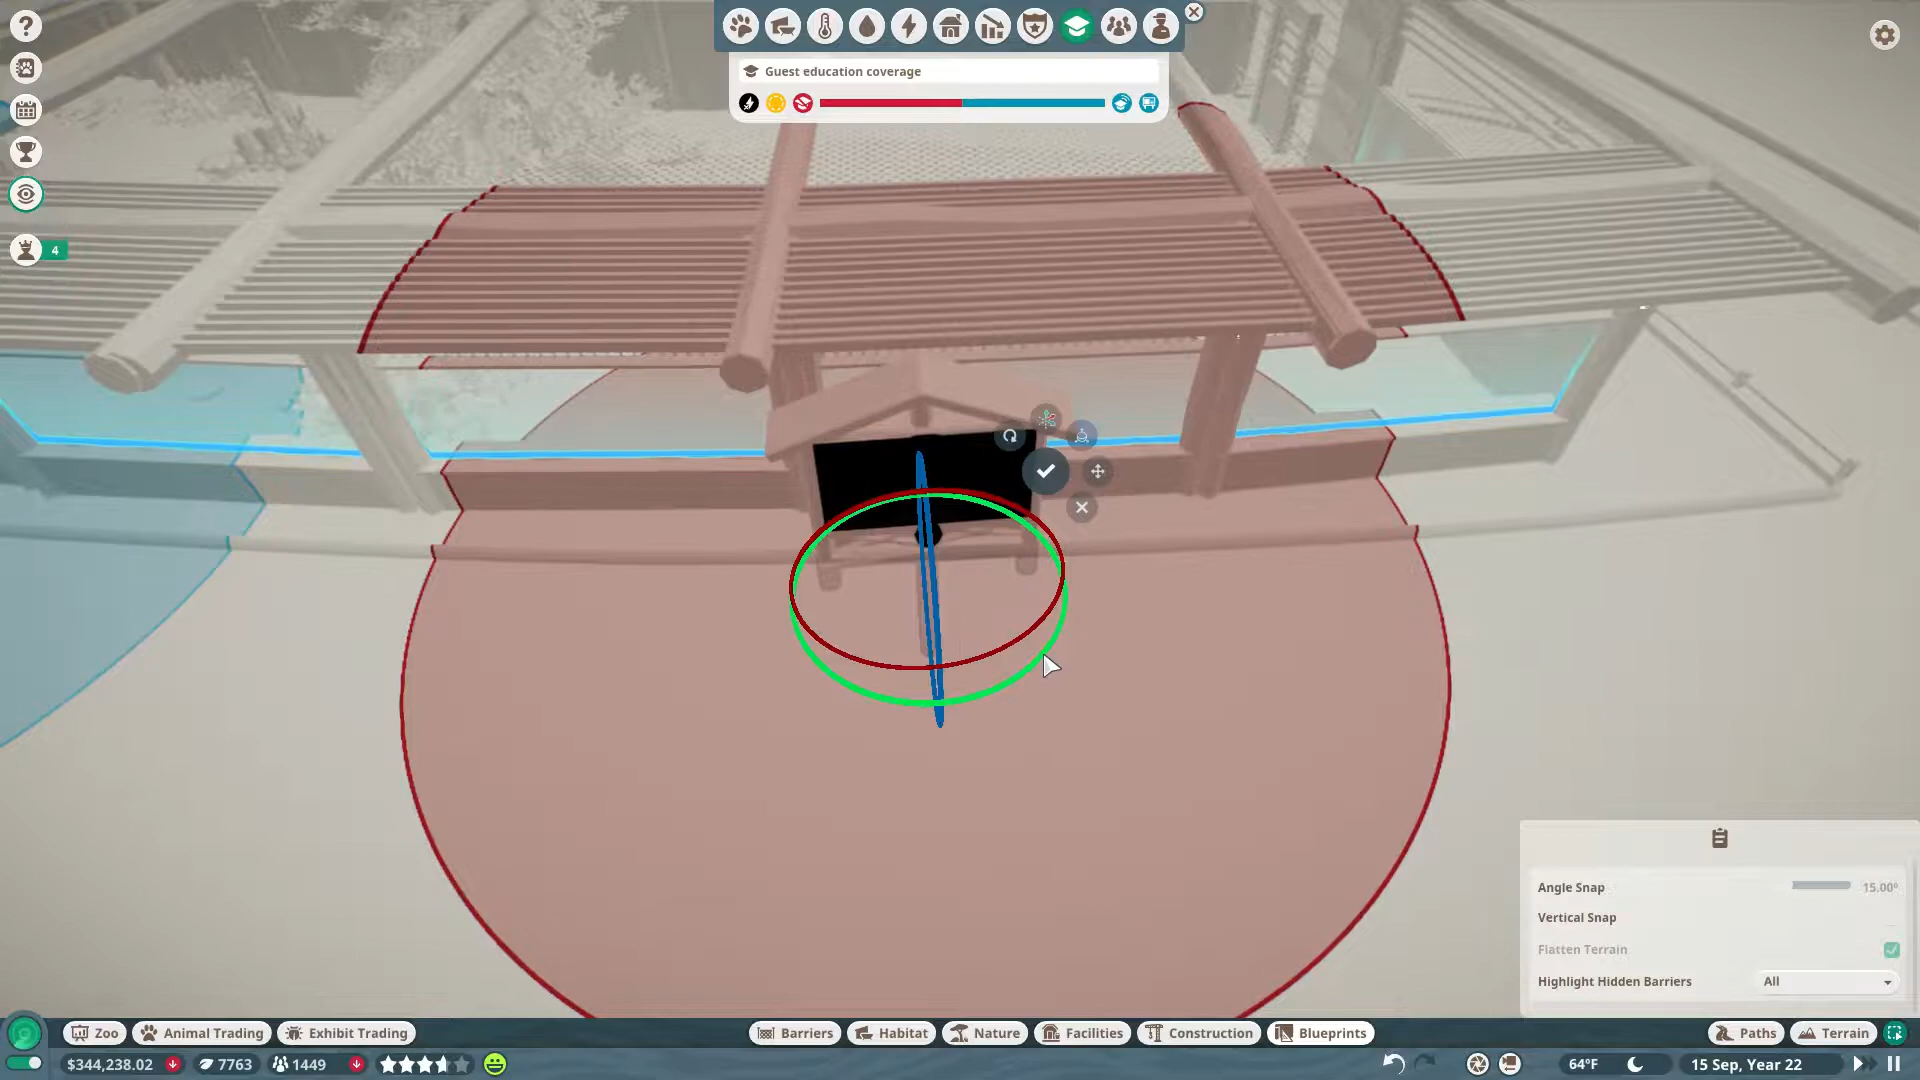 ?
Guest education coverage
4
Angle Snap 15.00°
Vertical Snap
Flatten Terrain
Highlight Hidden Barriers All
Zoo Animal Trading Exhibit Trading Barriers Habitat Nature Facilities Construction Blueprints Paths Terrain
$344,238.02 7763 1449 64°F 15 Sep, Year 22